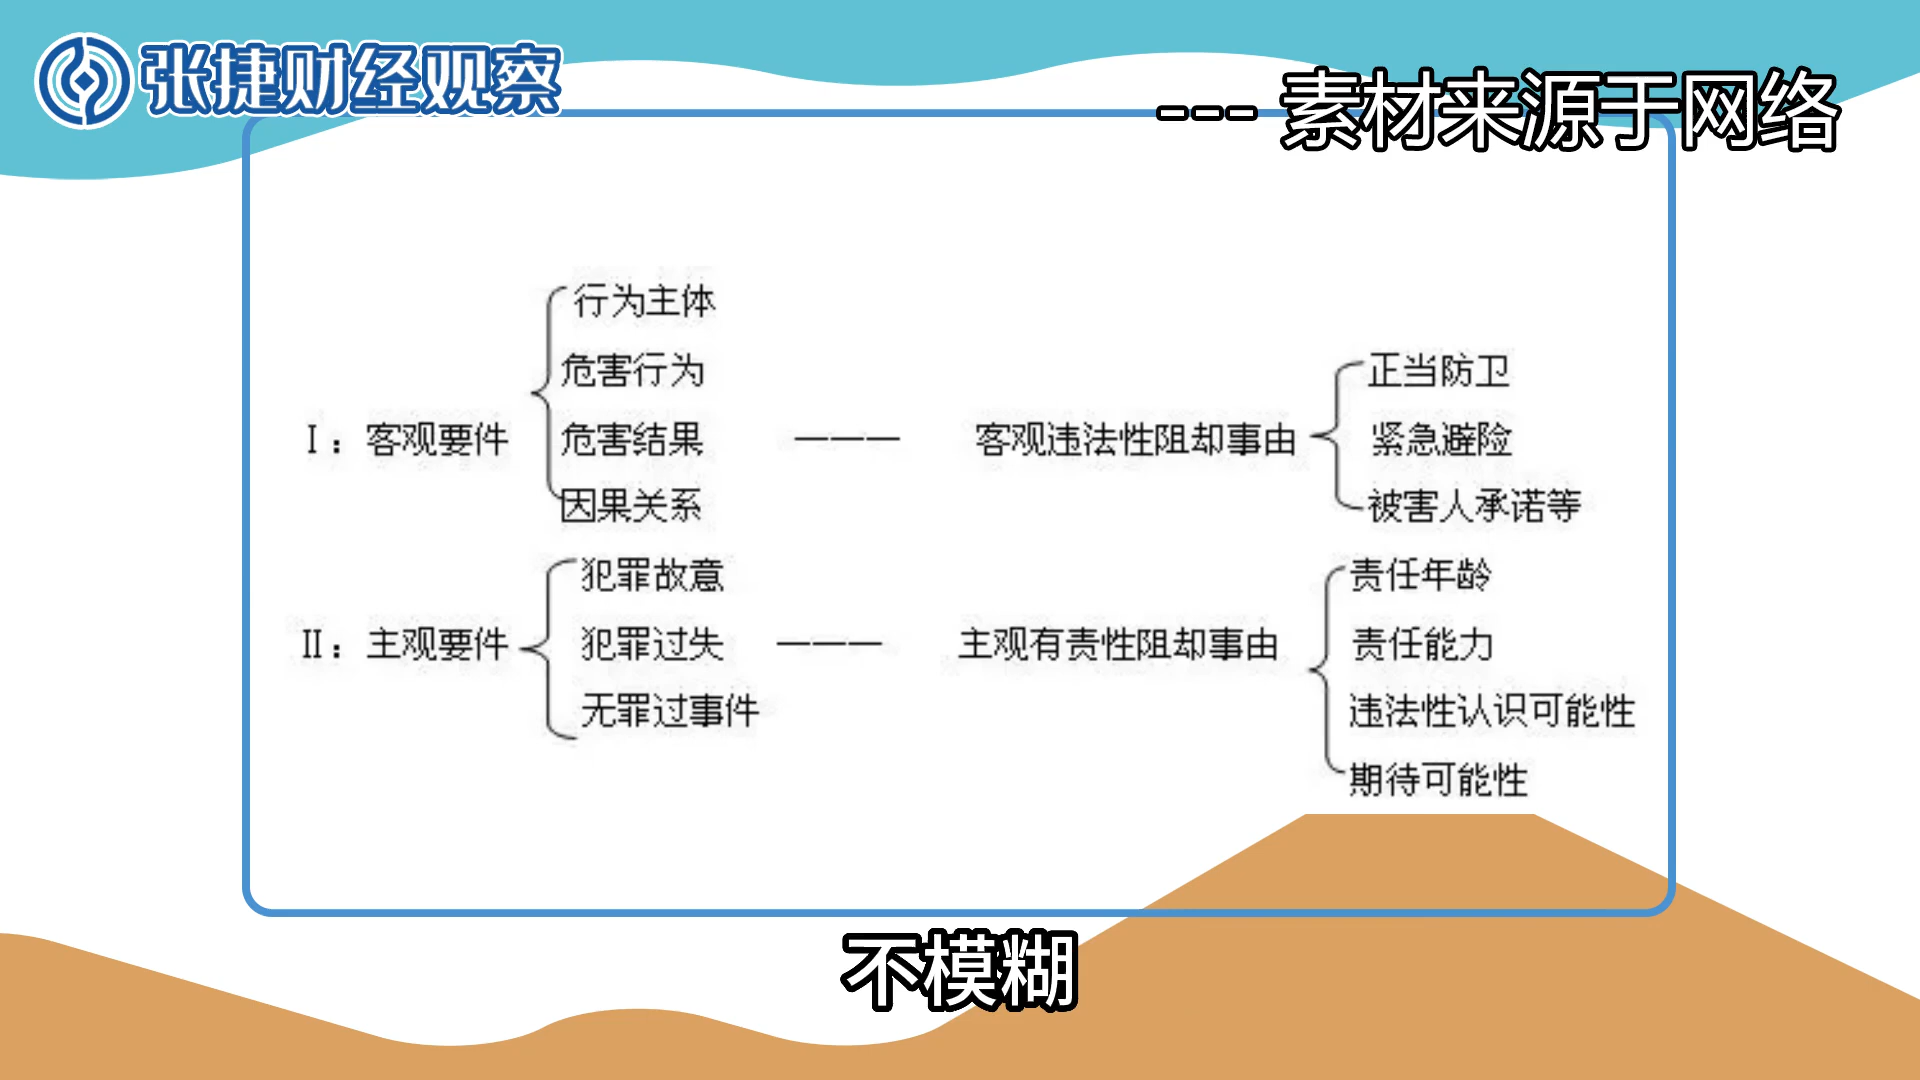 张捷财经观察
--- 素材来源于网络
行为主体
危害行为
正当防卫
I：客观要件
危害结果
———
客观违法性阻却事由
紧急避险
因果关系
被害人承诺等
犯罪故意
责任年龄
II：主观要件
犯罪过失
———
主观有责性阻却事由
责任能力
无罪过事件
违法性认识可能性
期待可能性
不模糊